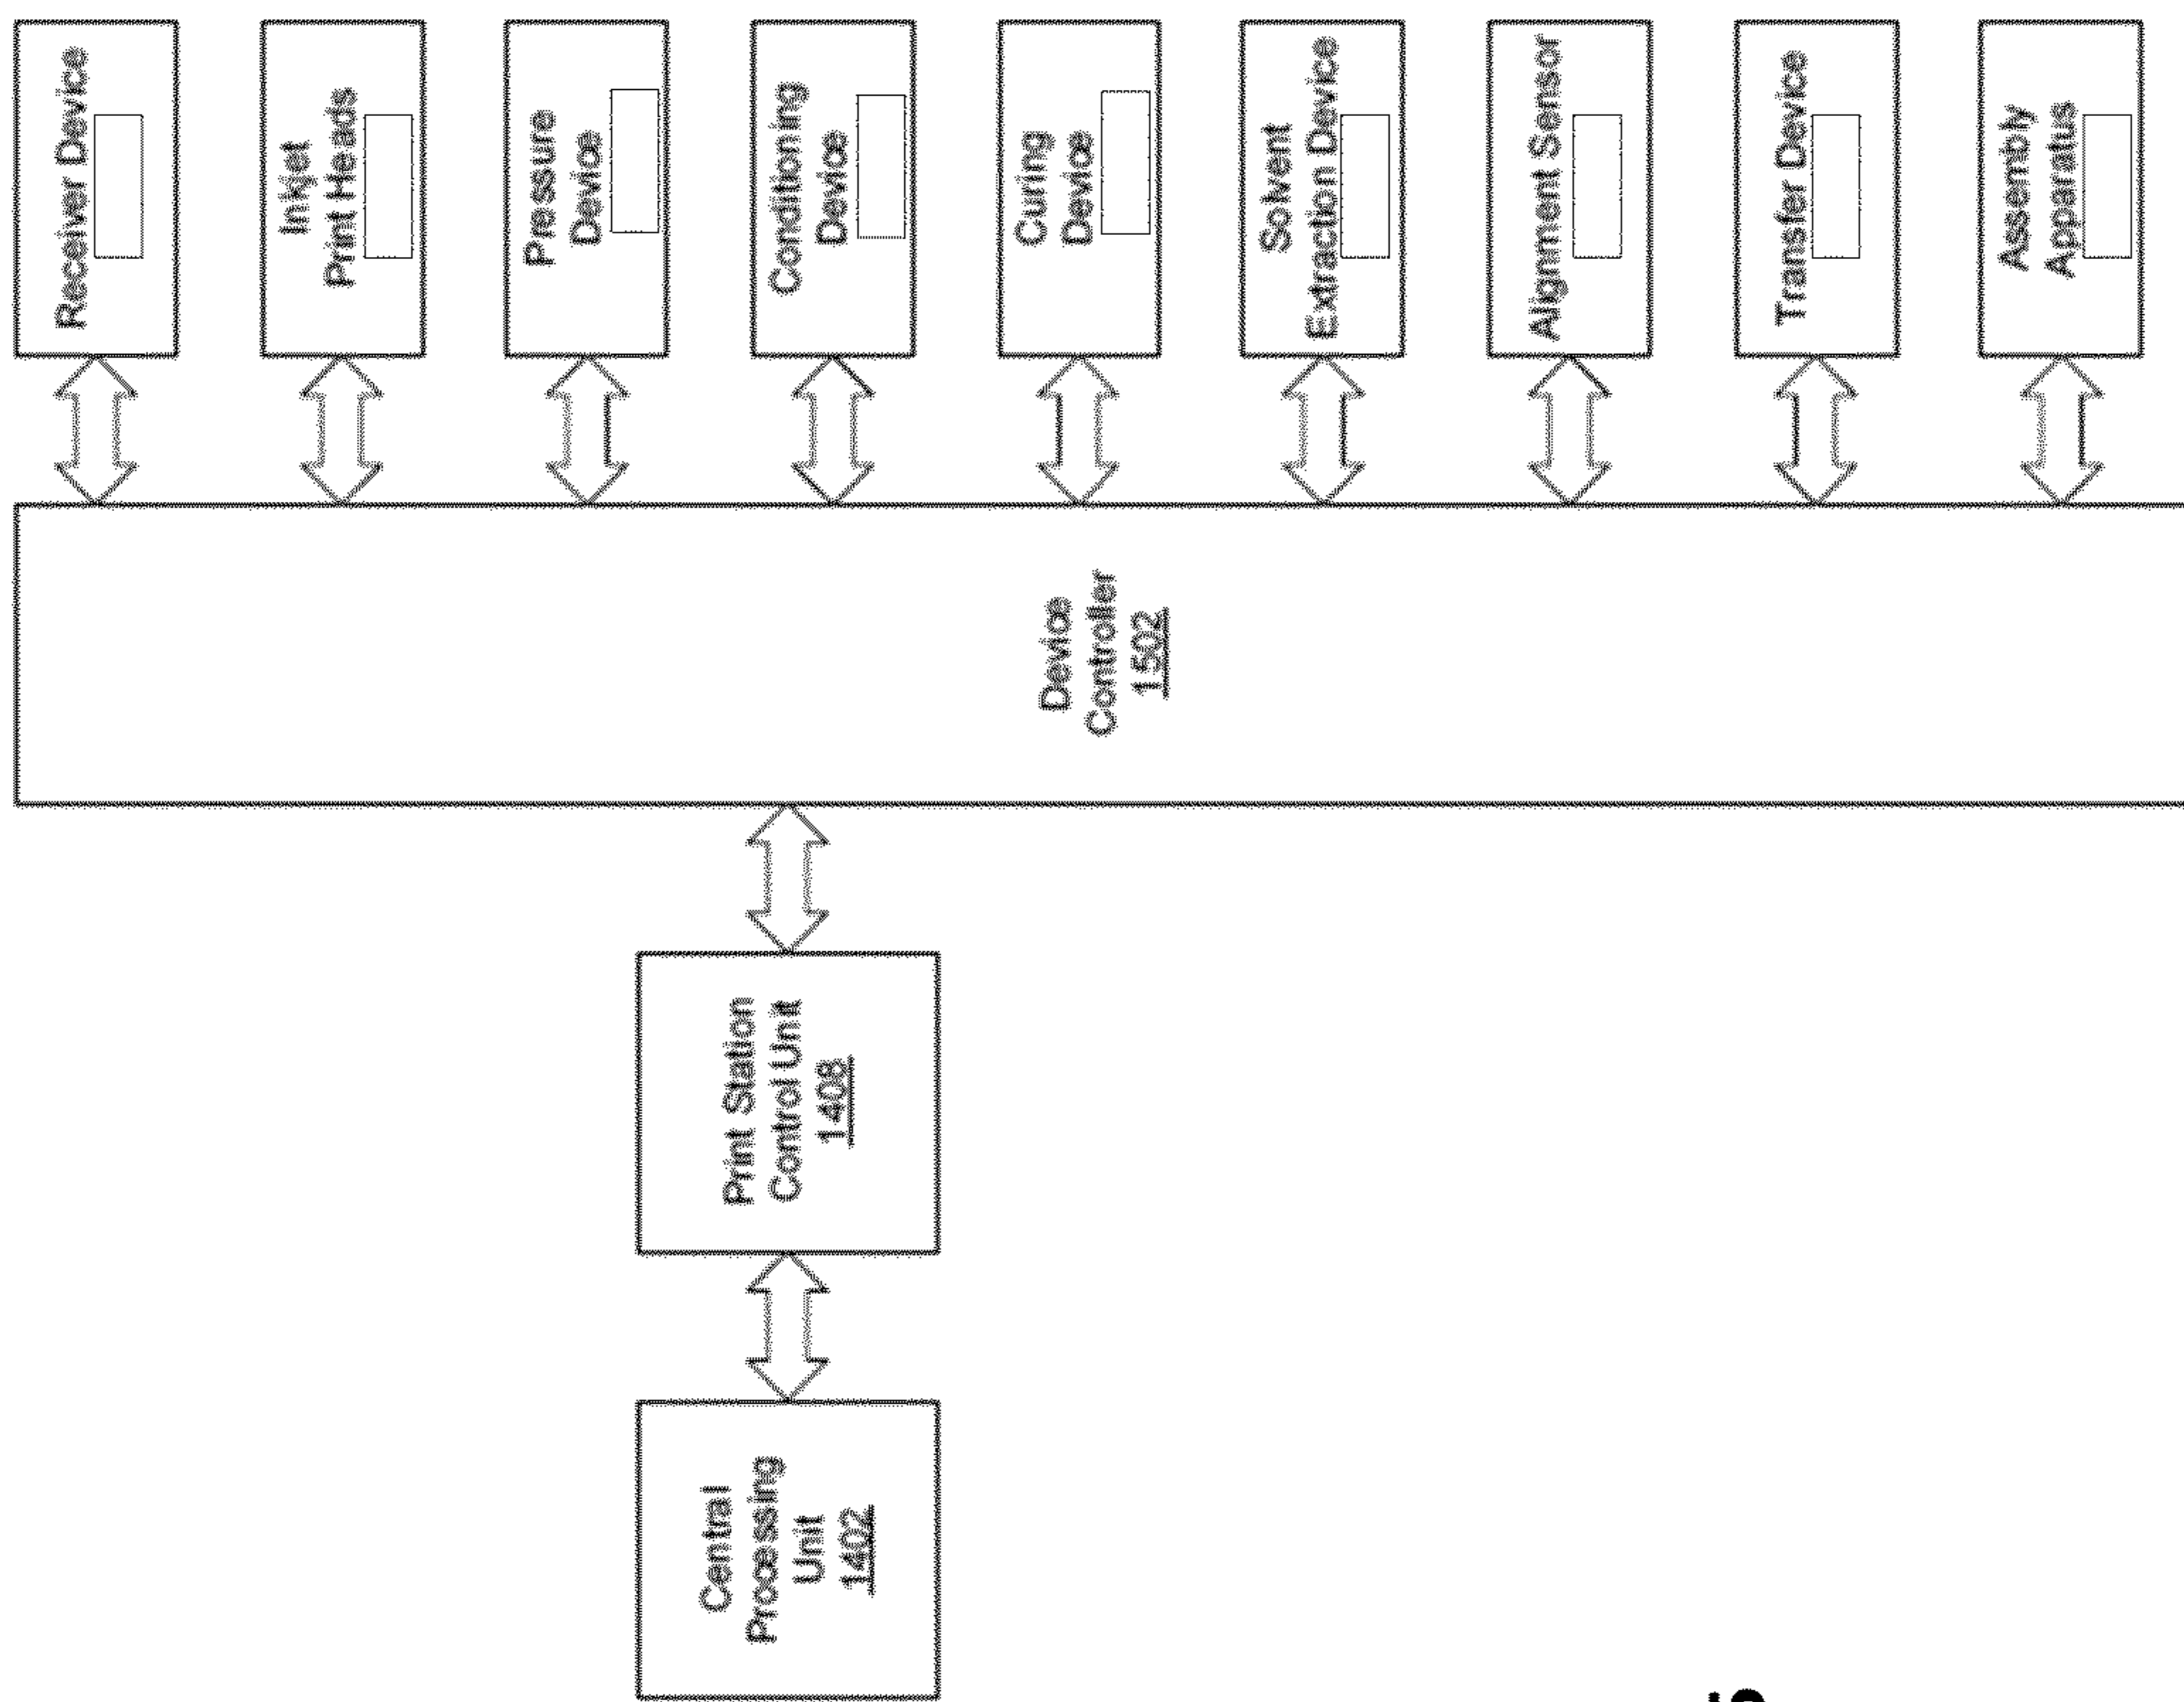 Receiver Device
Inkjet
Print Heads
Pressure
Device
Conditioning
Device
Curing
Device
Solvent
Extraction Device
Alignment Sensor
Transfer Device
Assembly
Apparatus
Device
Controller
1502
Print Station
Control Unit
1408
Central
Processing
Unit
1402